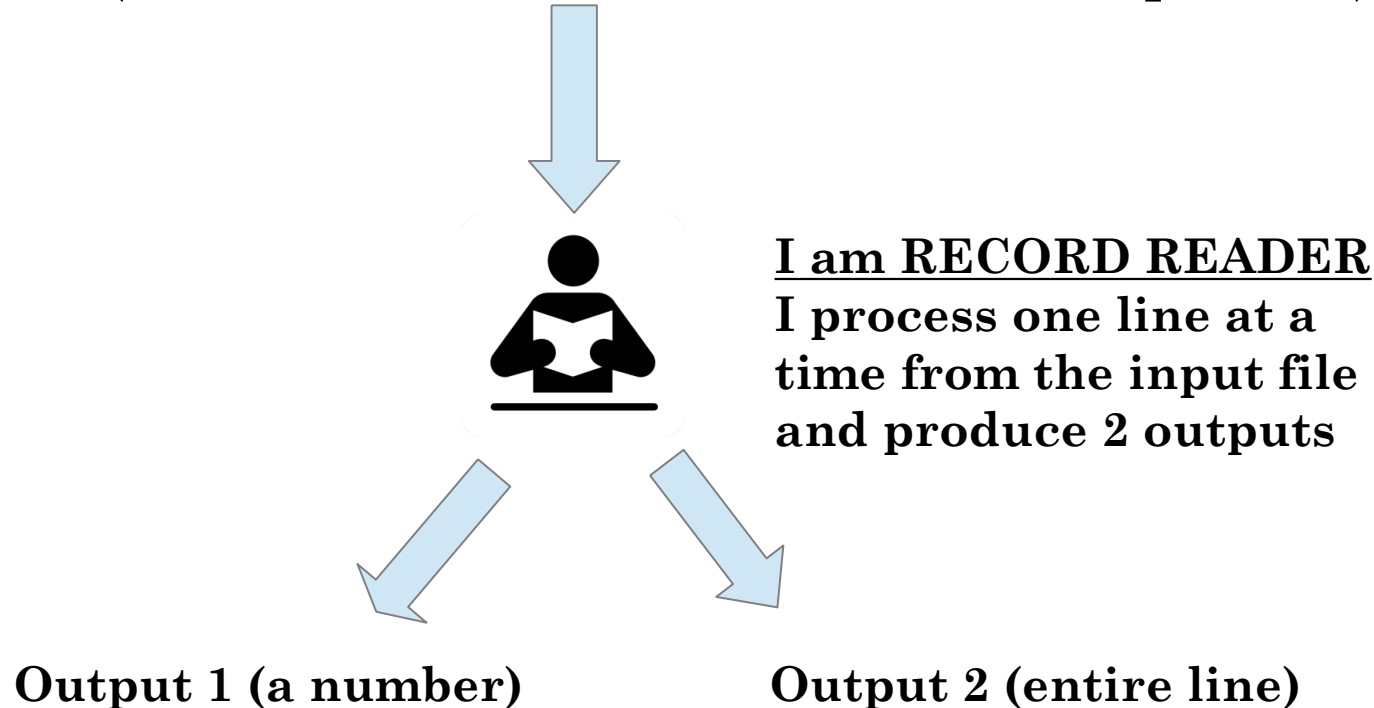 I am RECORD READER
I process one line at a
time from the input file
and produce 2 outputs
Output 1 (a number)
Output 2 (entire line)